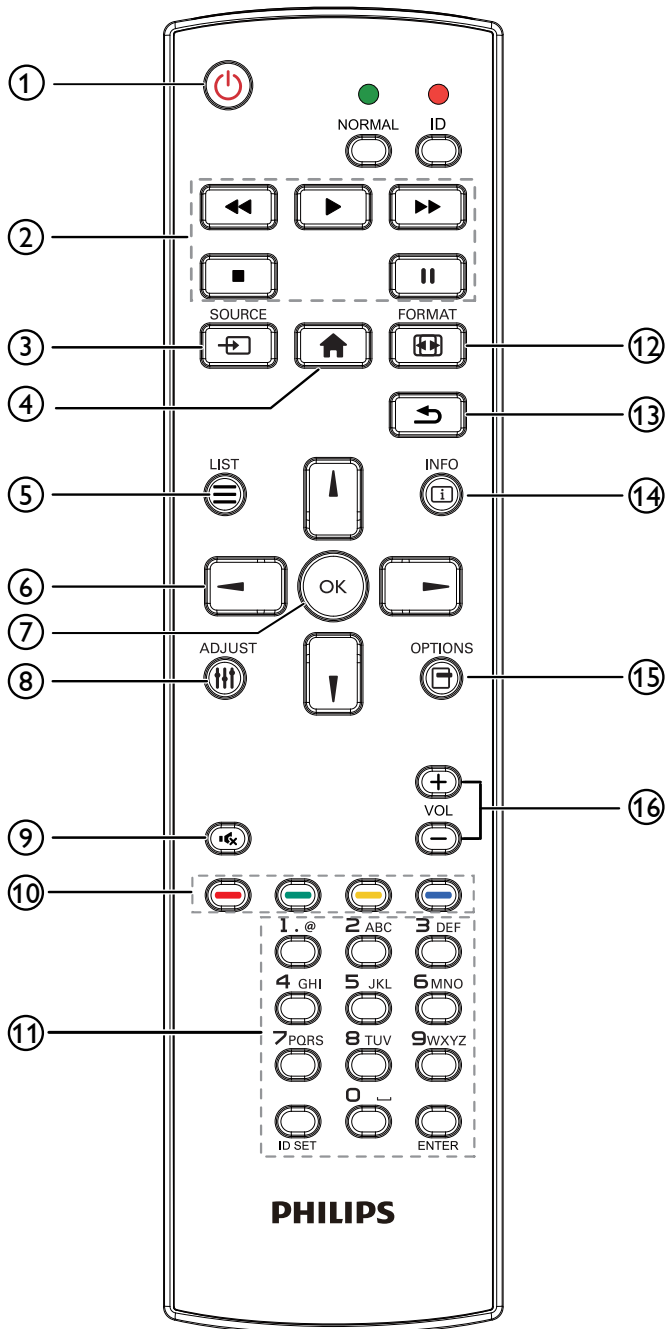 1
NORMAL ID
2
SOURCE FORMAT
3 12
4
13
LIST INFO
5 14
6
OK
7
ADJUST OPTIONS
8 15
VOL
16
9
10
1 . @ 2 ABC 3 DEF
4 GHI 5 JKL 6 MNO
11
7 PQRS 8 TUV 9 WXYZ
0 ⎵
ID SET ENTER
PHILIPS